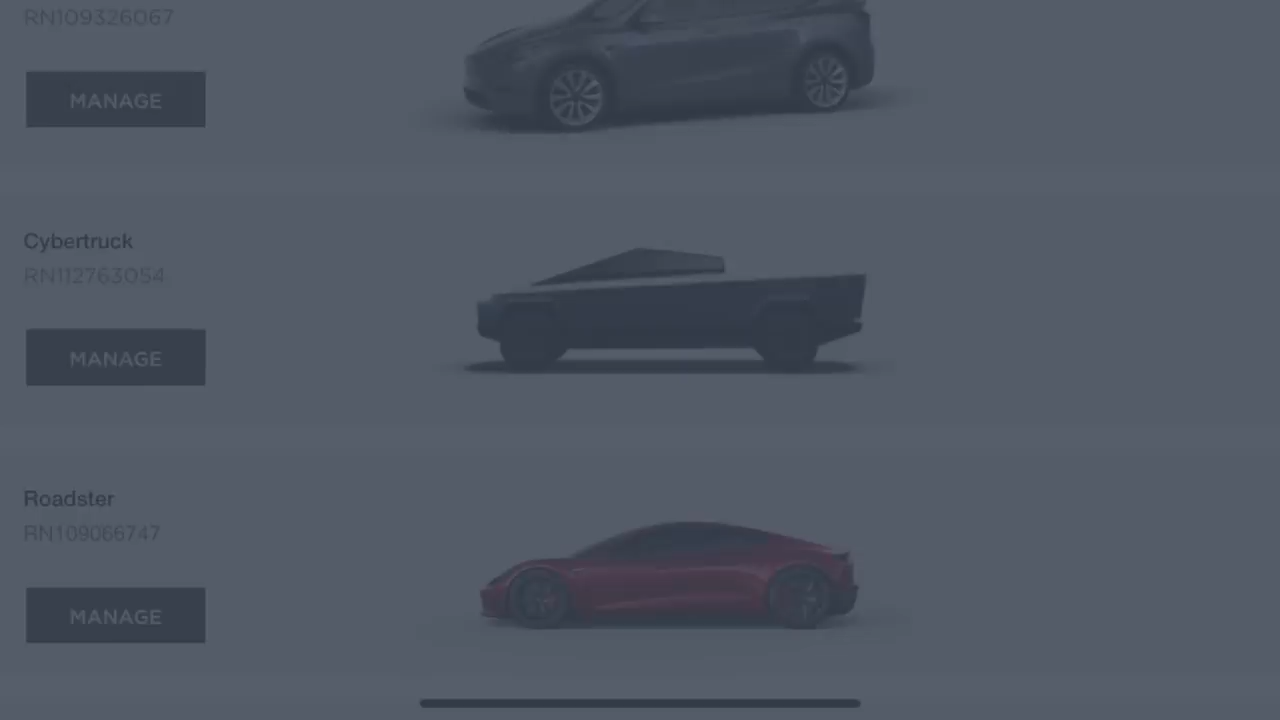 RN109326067
MANAGE
Cybertruck
RN112763054
MANAGE
Roadster
RN109066747
MANAGE